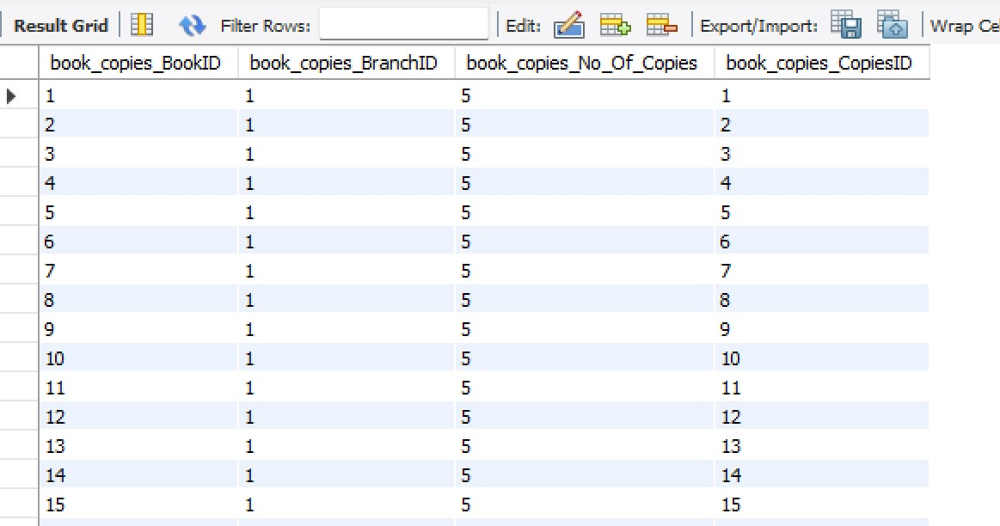 Result Grid Filter Rows: Edit: Export/Import: Wrap Cel
book_copies_BookID book_copies_BranchID book_copies_No_Of_Copies book_copies_CopiesID
1 1 5 1
2 1 5 2
3 1 5 3
4 1 5 4
5 1 5 5
6 1 5 6
7 1 5 7
8 1 5 8
9 1 5 9
10 1 5 10
11 1 5 11
12 1 5 12
13 1 5 13
14 1 5 14
15 1 5 15